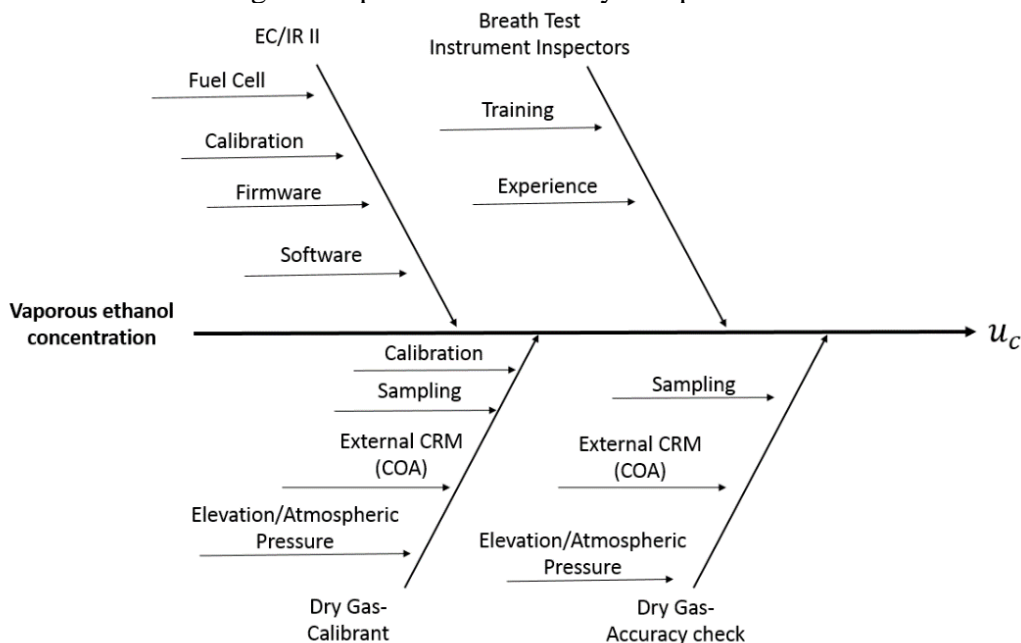 EC/IR II
Breath Test
Instrument Inspectors
Fuel Cell
Training
Calibration
Experience
Firmware
Software
Vaporous ethanol
concentration
u_c
Calibration
Sampling
Sampling
External CRM
(COA)
External CRM
(COA)
Elevation/Atmospheric
Pressure
Elevation/Atmospheric
Pressure
Dry Gas-
Calibrant
Dry Gas-
Accuracy check